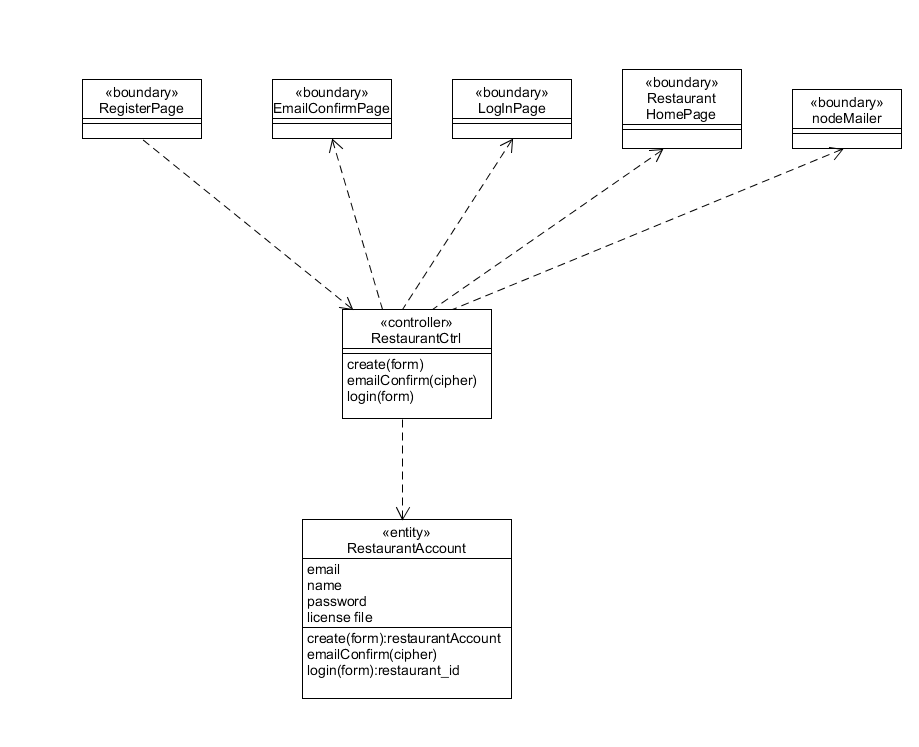 «boundary»
RegisterPage
«boundary»
EmailConfirmPage
«boundary»
LogInPage
«boundary»
Restaurant
HomePage
«boundary»
nodeMailer
«controller»
RestaurantCtrl
create(form)
emailConfirm(cipher)
login(form)
«entity»
RestaurantAccount
email
name
password
license file
create(form):restaurantAccount
emailConfirm(cipher)
login(form):restaurant_id